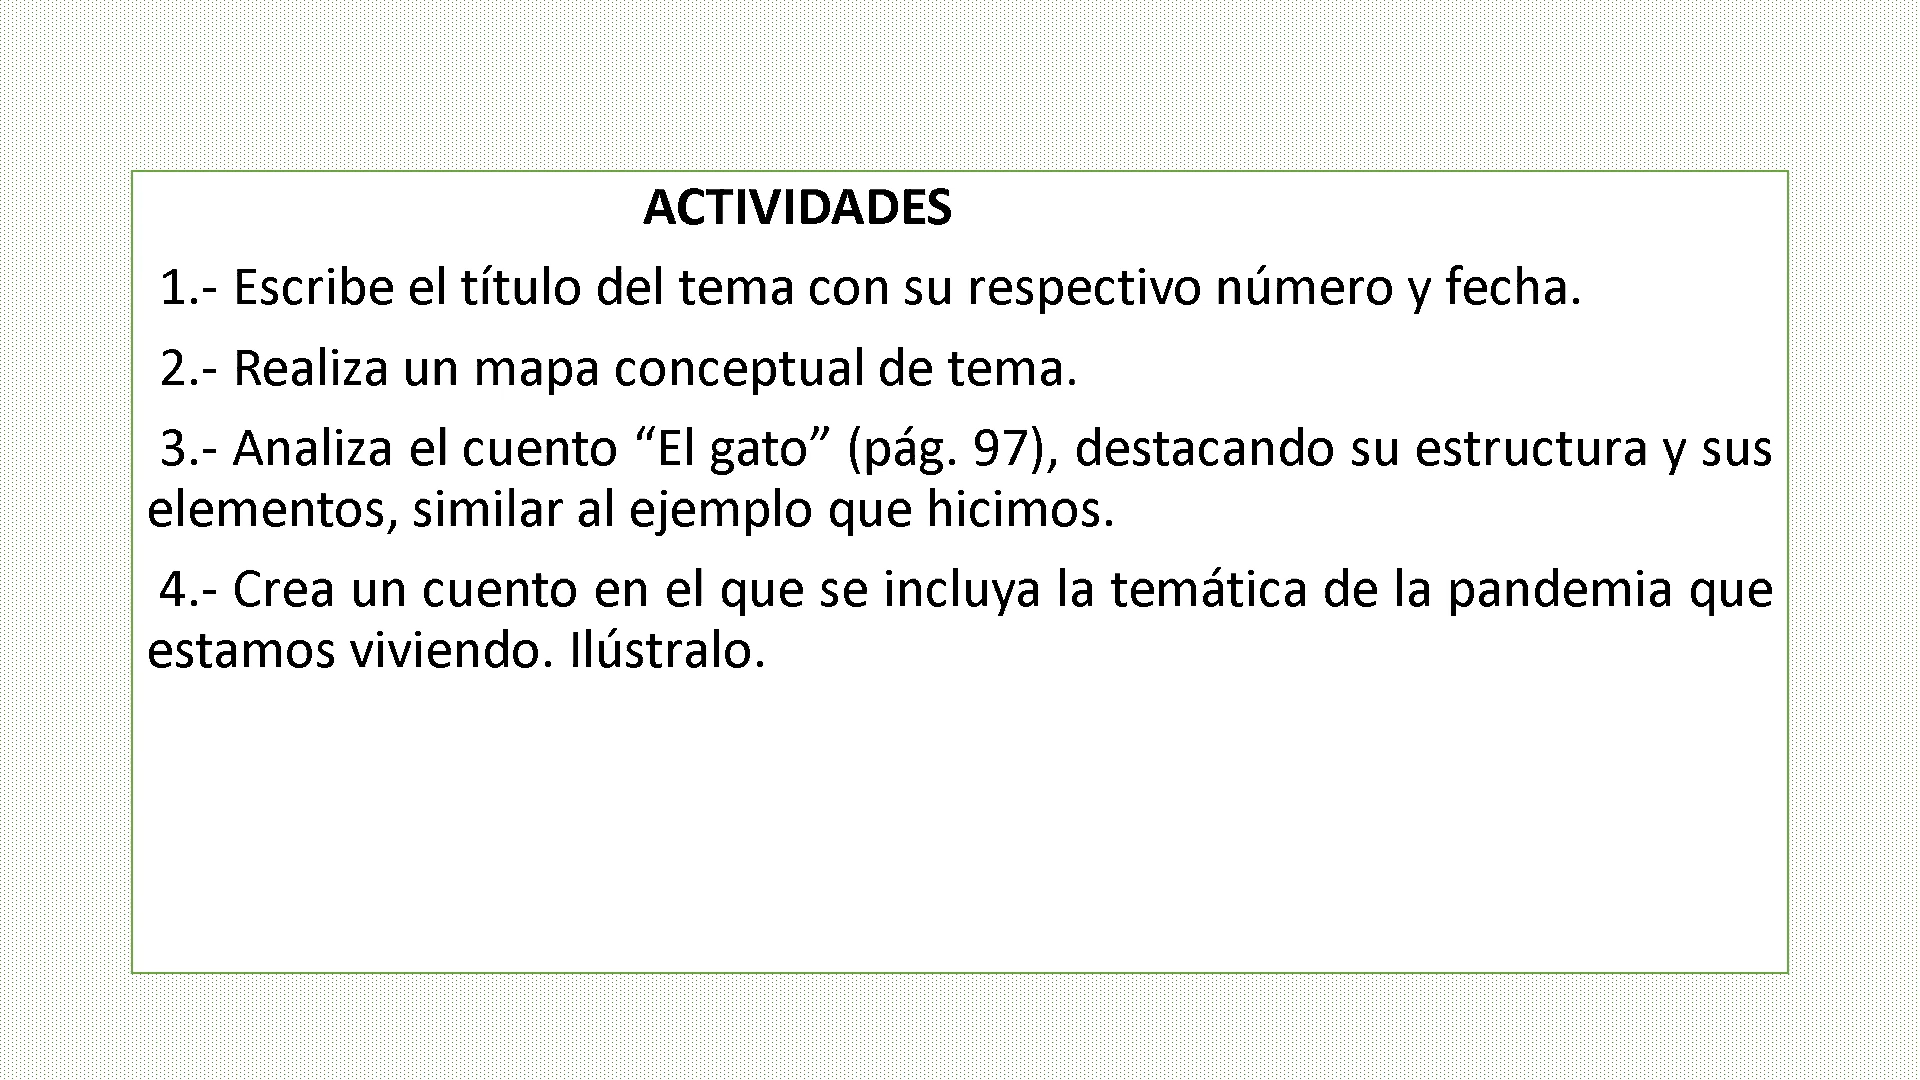 ACTIVIDADES
1.- Escribe el título del tema con su respectivo número y fecha.
2.- Realiza un mapa conceptual de tema.
3.- Analiza el cuento “El gato” (pág. 97), destacando su estructura y sus
elementos, similar al ejemplo que hicimos.
4.- Crea un cuento en el que se incluya la temática de la pandemia que
estamos viviendo. Ilústralo.